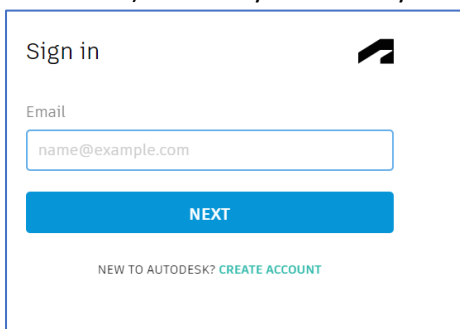 Sign in
Email
name@example.com
NEXT
NEW TO AUTODESK? CREATE ACCOUNT